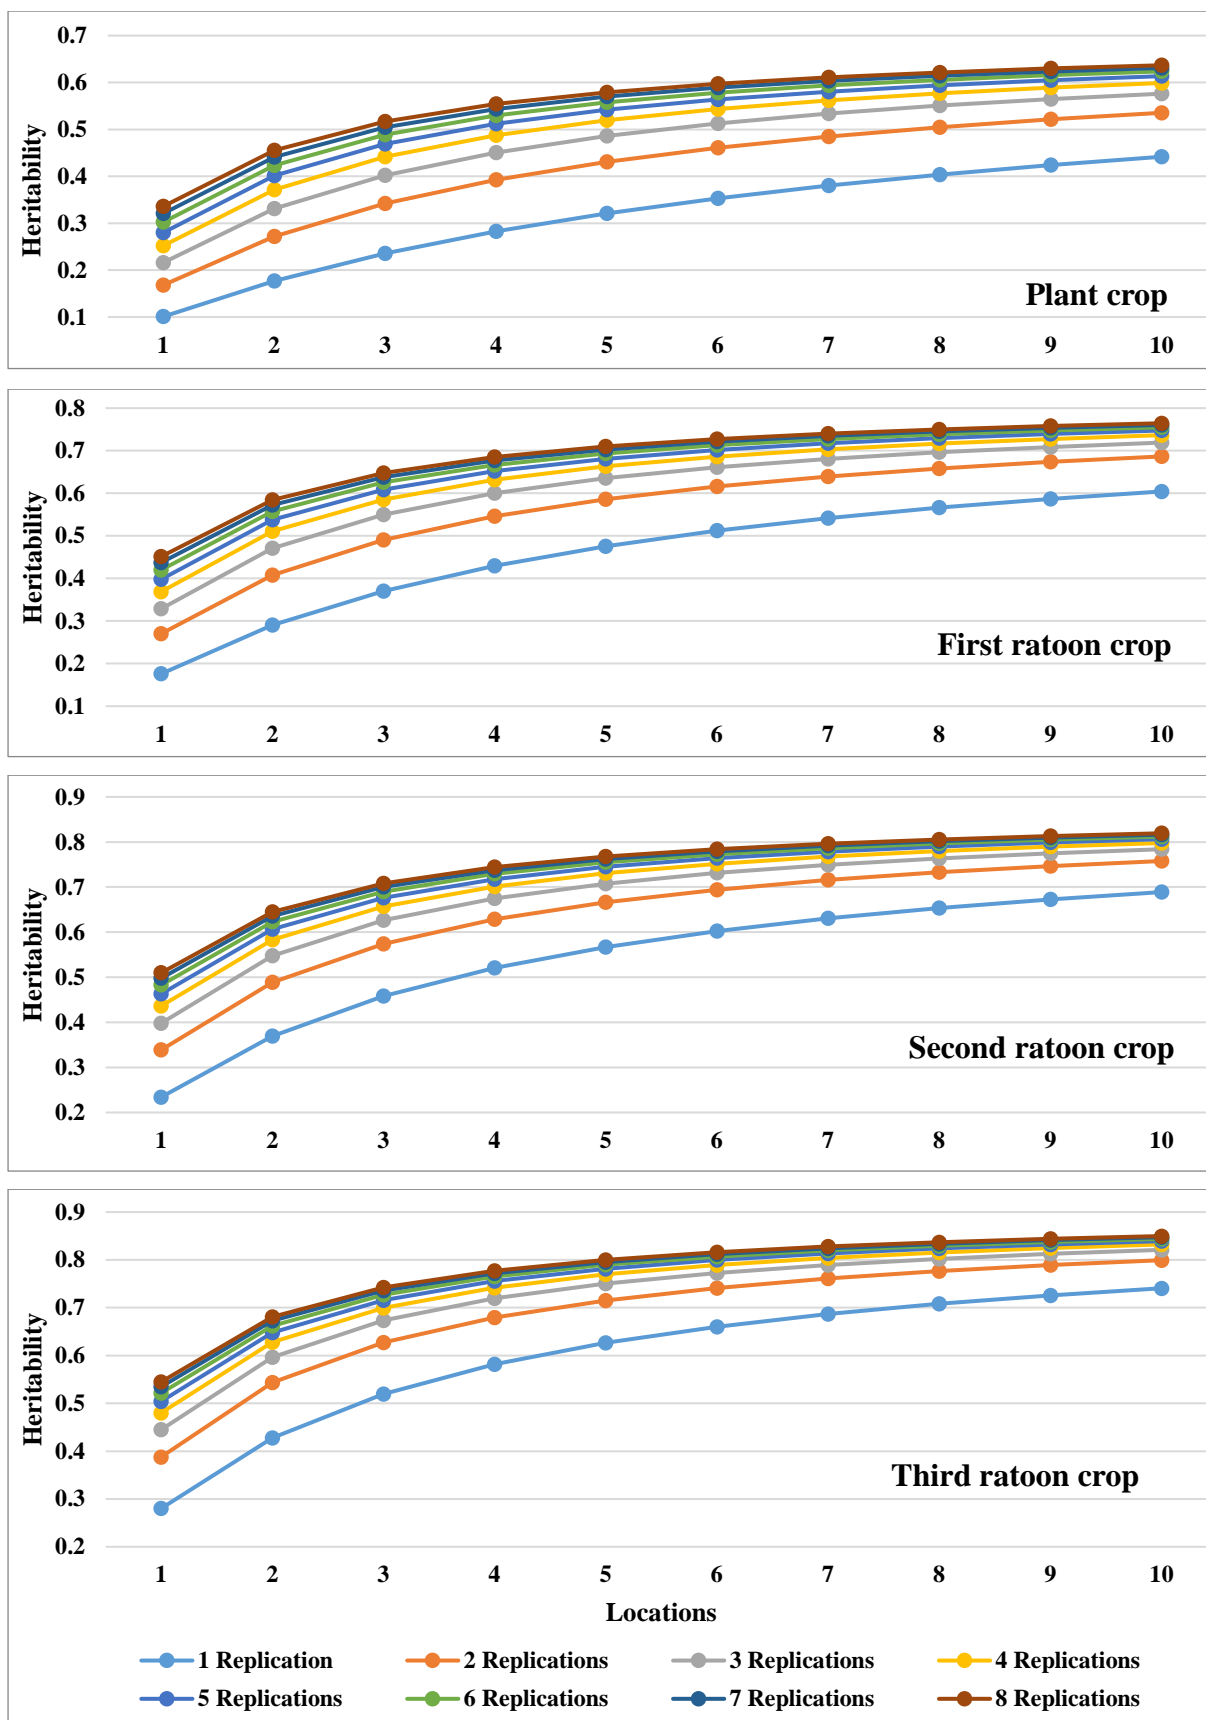 0.7
0.6
0.5
0.4
0.3
0.2
0.1
Heritability
Plant crop
1 2 3 4 5 6 7 8 9 10
0.8
0.7
0.6
0.5
0.4
0.3
0.2
0.1
Heritability
First ratoon crop
1 2 3 4 5 6 7 8 9 10
0.9
0.8
0.7
0.6
0.5
0.4
0.3
0.2
Heritability
Second ratoon crop
1 2 3 4 5 6 7 8 9 10
0.9
0.8
0.7
0.6
0.5
0.4
0.3
0.2
Heritability
Third ratoon crop
1 2 3 4 5 6 7 8 9 10
Locations
1 Replication 2 Replications 3 Replications 4 Replications
5 Replications 6 Replications 7 Replications 8 Replications